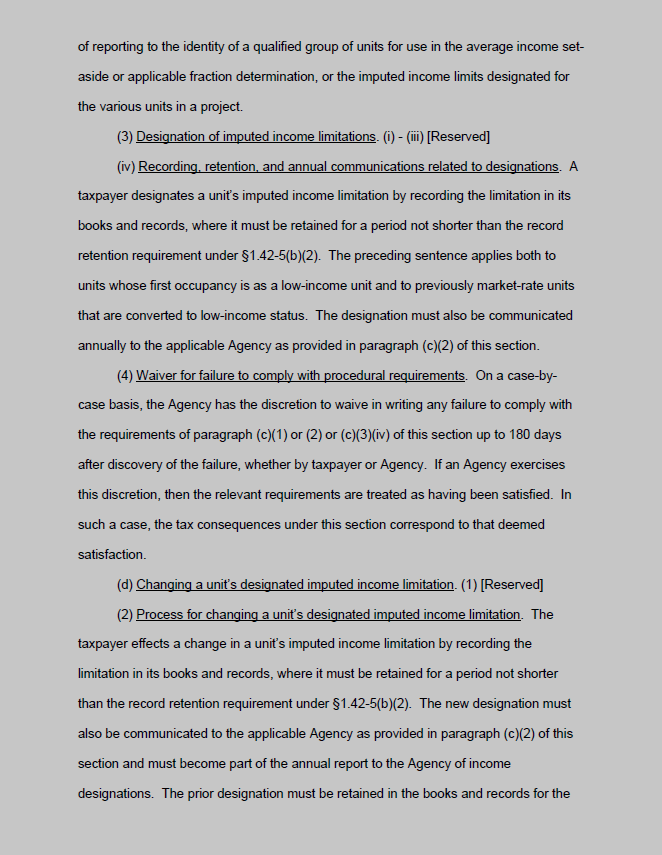 of reporting to the identity of a qualified group of units for use in the average income set-
aside or applicable fraction determination, or the imputed income limits designated for
the various units in a project.
(3) Designation of imputed income limitations. (i) - (iii) [Reserved]
(iv) Recording, retention, and annual communications related to designations. A
taxpayer designates a unit's imputed income limitation by recording the limitation in its
books and records, where it must be retained for a period not shorter than the record
retention requirement under §1.42-5(b)(2). The preceding sentence applies both to
units whose first occupancy is as a low-income unit and to previously market-rate units
that are converted to low-income status. The designation must also be communicated
annually to the applicable Agency as provided in paragraph (c)(2) of this section.
(4) Waiver for failure to comply with procedural requirements. On a case-by-
case basis, the Agency has the discretion to waive in writing any failure to comply with
the requirements of paragraph (c)(1) or (2) or (c)(3)(iv) of this section up to 180 days
after discovery of the failure, whether by taxpayer or Agency. If an Agency exercises
this discretion, then the relevant requirements are treated as having been satisfied. In
such a case, the tax consequences under this section correspond to that deemed
satisfaction.
(d) Changing a unit's designated imputed income limitation. (1) [Reserved]
(2) Process for changing a unit's designated imputed income limitation. The
taxpayer effects a change in a unit's imputed income limitation by recording the
limitation in its books and records, where it must be retained for a period not shorter
than the record retention requirement under §1.42-5(b)(2). The new designation must
also be communicated to the applicable Agency as provided in paragraph (c)(2) of this
section and must become part of the annual report to the Agency of income
designations. The prior designation must be retained in the books and records for the